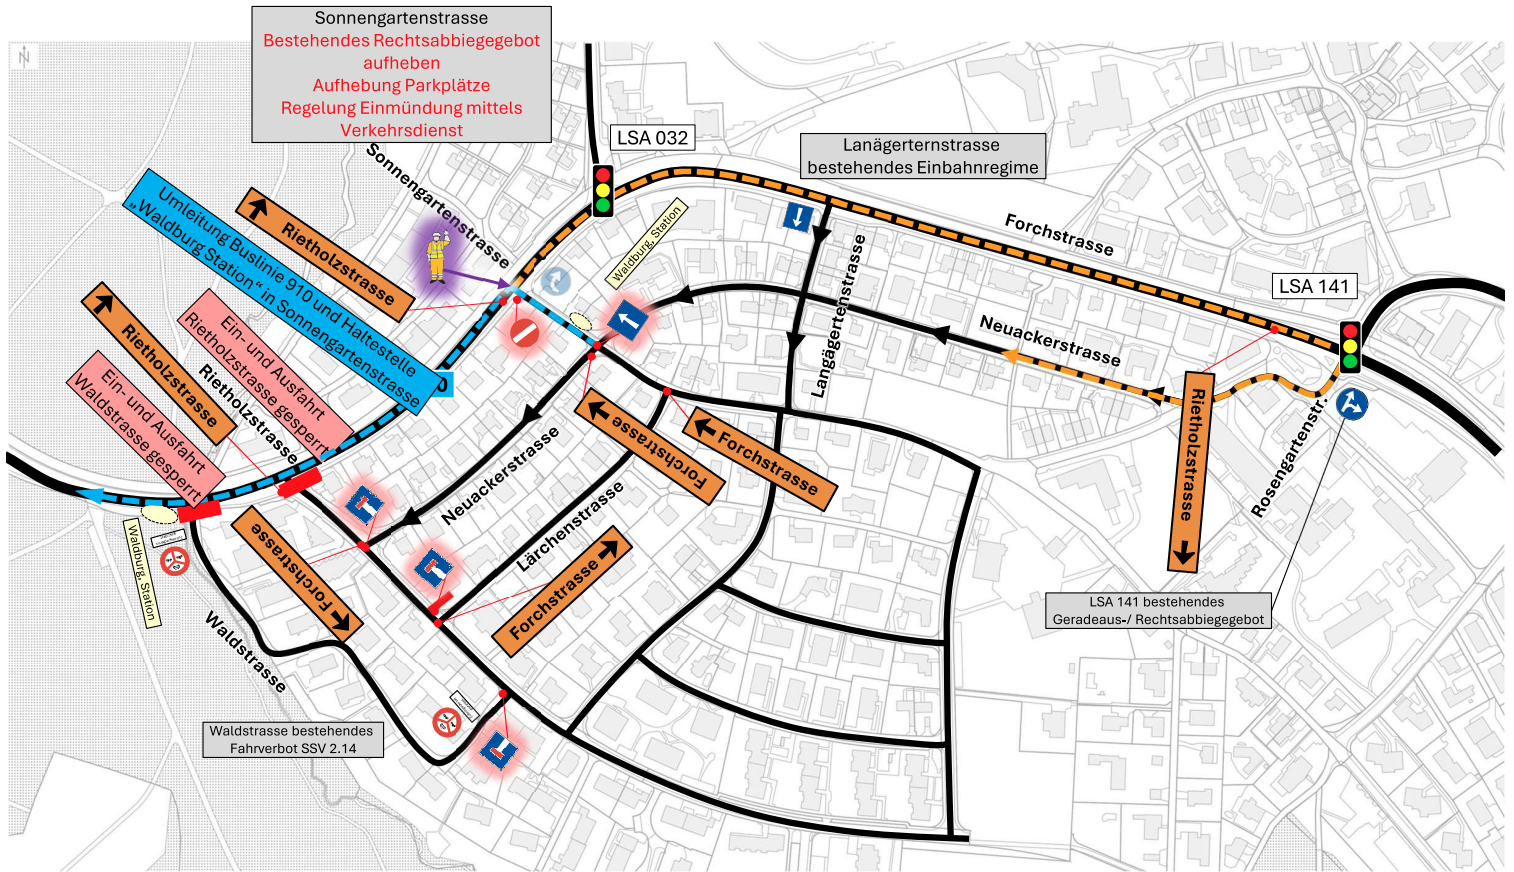 Sonnengartenstrasse
Bestehendes Rechtsabbiegegebot
aufheben
Aufhebung Parkplätze
Regelung Einmündung mittels
Verkehrsdienst
N
LSA 032
Lanägerternstrasse
bestehendes Einbahnregime
Sonnengartenstrasse
Umleitung Buslinie 910 und Haltestelle
„Waldburg Station“ in Sonnengartenstrasse
Rietholzstrasse
Waldburg, Station
Forchstrasse
LSA 141
Langägertenstrasse
Neuackerstrasse
Rietholzstrasse
Rietholzstrasse
Ein- und Ausfahrt
Rietholzstrasse gesperrt
Ein- und Ausfahrt
Waldstrasse gesperrt
Forchstrasse
Forchstrasse
Rietholzstrasse
Rosengartenstr.
Neuackerstrasse
Lärchenstrasse
Forchstrasse
Forchstrasse
Waldburg, Station
Waldstrasse
LSA 141 bestehendes
Geradeaus-/ Rechtsabbiegegebot
Waldstrasse bestehendes
Fahrverbot SSV 2.14